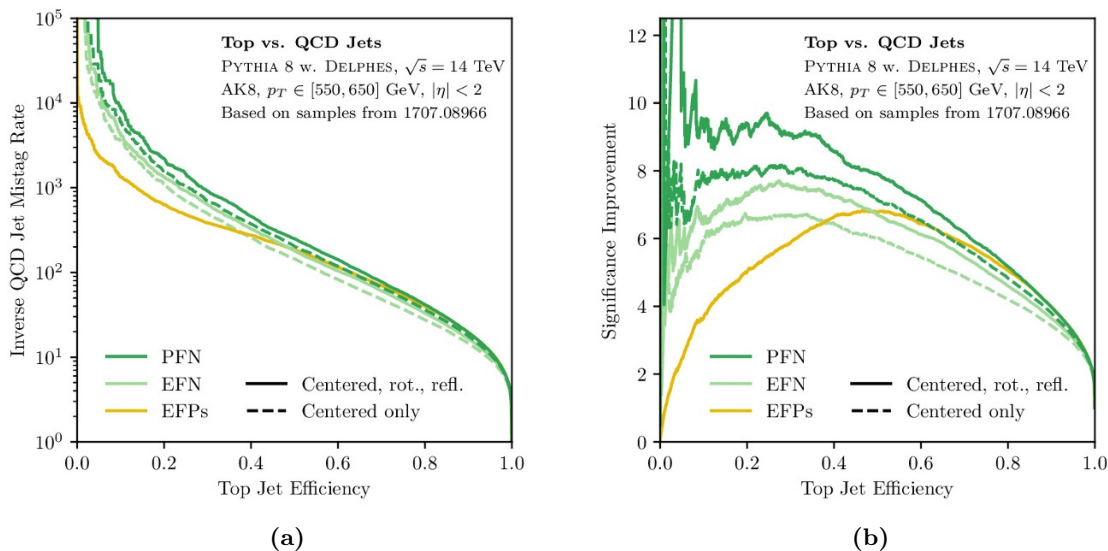 Top vs. QCD Jets
PYTHIA 8 w. DELPHES, √s = 14 TeV
AK8, p_T ∈ [550, 650] GeV, |η| < 2
Based on samples from 1707.08966
Inverse QCD Jet Mistag Rate
10^5
10^4
10^3
10^2
10^1
10^0
PFN
EFN
EFPs
Centered, rot., refl.
Centered only
0.0 0.2 0.4 0.6 0.8 1.0
Top Jet Efficiency
(a)
Top vs. QCD Jets
PYTHIA 8 w. DELPHES, √s = 14 TeV
AK8, p_T ∈ [550, 650] GeV, |η| < 2
Based on samples from 1707.08966
Significance Improvement
12
10
8
6
4
2
0
PFN
EFN
EFPs
Centered, rot., refl.
Centered only
0.0 0.2 0.4 0.6 0.8 1.0
Top Jet Efficiency
(b)